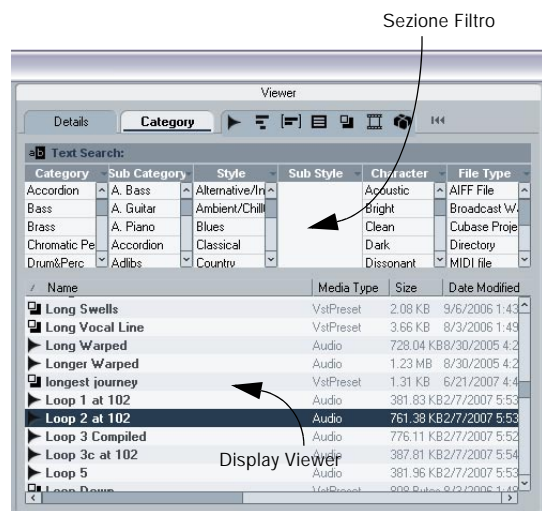 Sezione Filtro
Viewer
Details Category
Text Search:
Category Sub Category Style Sub Style Character File Type
Accordion A. Bass Alternative/In Acoustic AIFF File
Bass A. Guitar Ambient/Chill Bright Broadcast W
Brass A. Piano Blues Clean Cubase Proje
Chromatic Pe Accordion Classical Dark Directory
Drum&Perc Adlibs Country Dissonant MIDI file
Name Media Type Size Date Modified
Long Swells VstPreset 2.08 KB 9/6/2006 1:43
Long Vocal Line VstPreset 3.66 KB 8/3/2006 1:49
Long Warped Audio 728.04 KB 8/30/2005 4:2
Longer Warped Audio 1.23 MB 8/30/2005 4:2
longest journey VstPreset 1.31 KB 6/21/2007 4:4
Loop 1 at 102 Audio 381.83 KB 2/7/2007 5:53
Loop 2 at 102 Audio 761.38 KB 2/7/2007 5:53
Loop 3 Compiled Audio 776.11 KB 2/7/2007 5:52
Loop 3c at 102 Audio 387.81 KB 2/7/2007 5:54
Display Viewer
Loop 5 Audio 381.96 KB 2/7/2007 5:53
Loop Down VstPreset